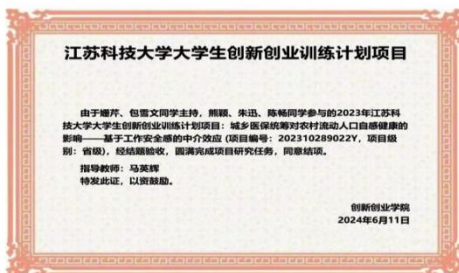 江苏科技大学大学生创新创业训练计划项目
由于姗芹、包雪文同学主持，熊颖、朱迅、陈畅同学参与的2023年江苏科
技大学大学生创新创业训练计划项目：城乡医保统筹对农村流动人口自感健康的
影响——基于工作安全感的中介效应 (项目编号：202310289022Y，项目级
别：省级)，经结题验收，圆满完成项目研究任务，同意结项。
指导教师：马英辉
特发此证，以资鼓励。
创新创业学院
2024年6月11日